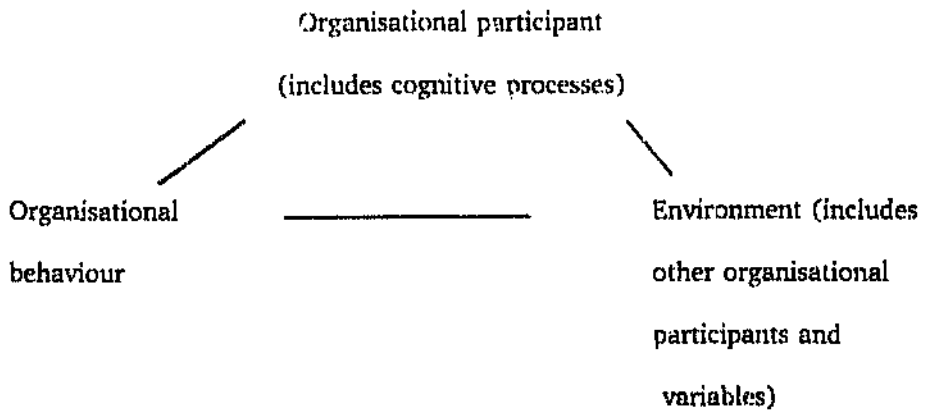 Organisational participant
(includes cognitive processes)
Organisational
behaviour
Environment (includes
other organisational
participants and
variables)